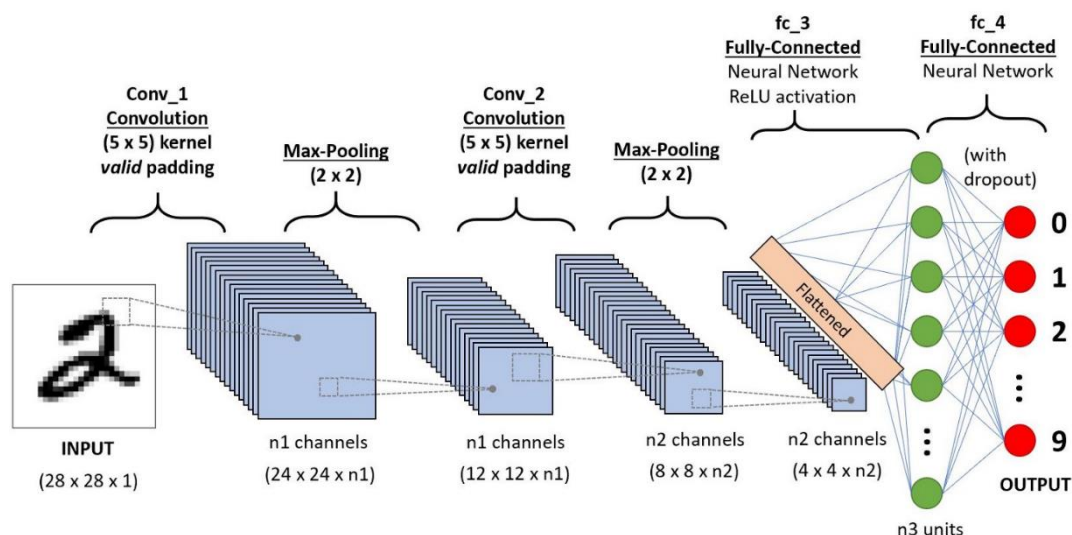 Conv_1
Convolution
(5 x 5) kernel
valid padding
Max-Pooling
(2 x 2)
Conv_2
Convolution
(5 x 5) kernel
valid padding
Max-Pooling
(2 x 2)
fc_3
Fully-Connected
Neural Network
ReLU activation
fc_4
Fully-Connected
Neural Network
(with
dropout)
2
Flattened
0
1
2
9
OUTPUT
INPUT
(28 x 28 x 1)
n1 channels
(24 x 24 x n1)
n1 channels
(12 x 12 x n1)
n2 channels
(8 x 8 x n2)
n2 channels
(4 x 4 x n2)
n3 units